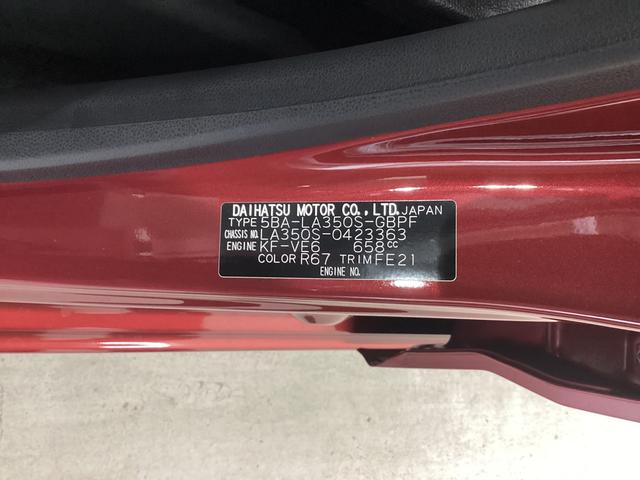 DAIHATSU MOTOR CO.,LTD. JAPAN
TYPE 5BA-LA350S-GBPF
CHASSIS NO. LA350S-0423363
ENGINE KF-VE6 658cc
COLOR R67 TRIM FE21
ENGINE NO.